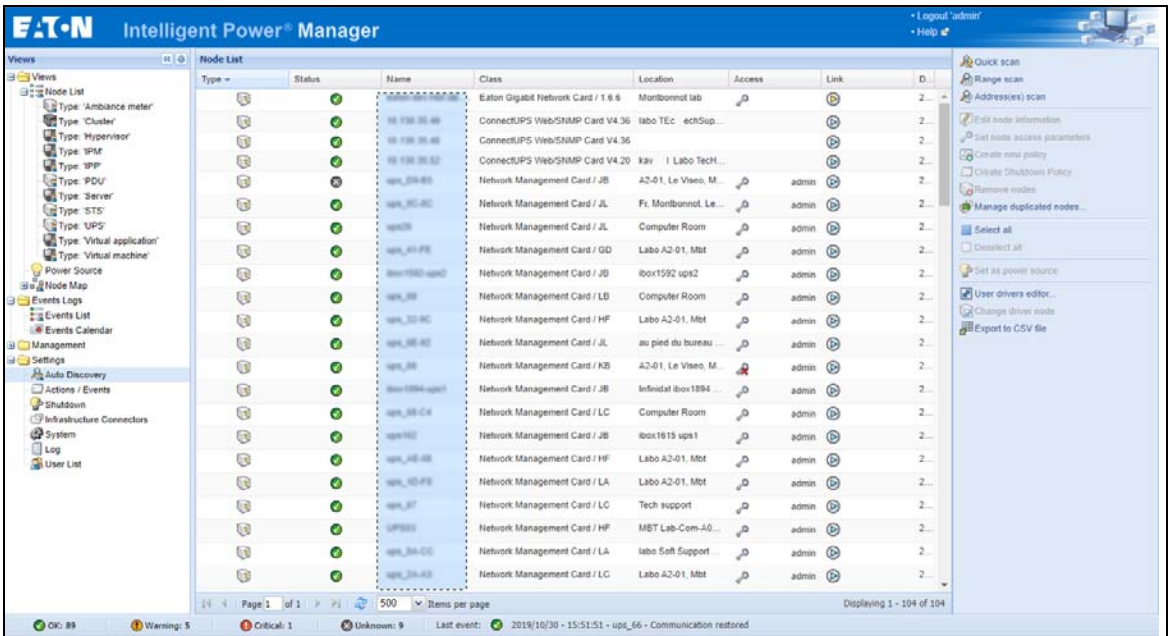 EATON Intelligent Power® Manager
• Logout 'admin'
• Help
Views
Node List
Views
Node List
Type: 'Ambiance meter'
Type: 'Cluster'
Type: 'Hypervisor'
Type: 'IPM'
Type: 'IPP'
Type: 'PDU'
Type: 'Server'
Type: 'STS'
Type: 'UPS'
Type: 'Virtual application'
Type: 'Virtual machine'
Power Source
Node Map
Events Logs
Events List
Events Calendar
Management
Settings
Auto Discovery
Actions / Events
Shutdown
Infrastructure Connectors
System
Log
User List
Type Status Name Class Location Access Link D.
Eaton Gigabit Network Card / 1.6.6 Montbonnot lab 2...
ConnectUPS Web/SNMP Card V4.36 labo TEc echSup... 2...
ConnectUPS Web/SNMP Card V4.36 2...
ConnectUPS Web/SNMP Card V4.20 kav l Labo TecH... 2...
Network Management Card / JB A2-01, Le Viseo, M... admin 2...
Network Management Card / JL Fr, Montbonnot, Le... admin 2...
Network Management Card / JL Computer Room admin 2...
Network Management Card / GD Labo A2-01, Mbt admin 2...
Network Management Card / JB ibox1592 ups2 admin 2...
Network Management Card / LB Computer Room admin 2...
Network Management Card / HF Labo A2-01, Mbt admin 2...
Network Management Card / JL au pied du bureau ... admin 2...
Network Management Card / KB A2-01, Le Viseo, M... admin 2...
Network Management Card / JB Infinidat ibox1894 ... admin 2...
Network Management Card / LC Computer Room admin 2...
Network Management Card / JB ibox1615 ups1 admin 2...
Network Management Card / HF Labo A2-01, Mbt admin 2...
Network Management Card / LA Labo A2-01, Mbt admin 2...
Network Management Card / LC Tech support admin 2...
Network Management Card / HF MBT Lab-Com-A0... admin 2...
Network Management Card / LA labo Soft Support ... admin 2...
Network Management Card / LC Labo A2-01, Mbt admin 2...
Page 1 of 1 500 Items per page Displaying 1 - 104 of 104
Quick scan
Range scan
Address(es) scan
Edit node information
Set node access parameters
Create new policy
Create Shutdown Policy
Remove nodes
Manage duplicated nodes...
Select all
Deselect all
Set as power source
User drivers editor...
Change driver node
Export to CSV file
OK: 89 Warning: 5 Critical: 1 Unknown: 9 Last event: 2019/10/30 - 15:51:51 - ups_66 - Communication restored